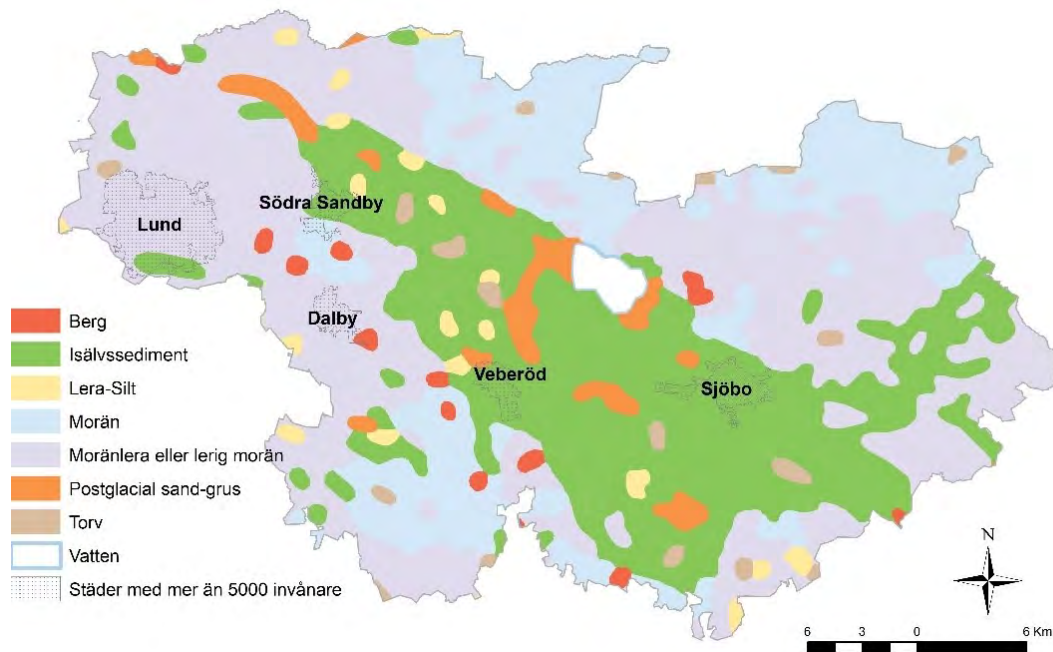 Södra Sandby
Lund
Dalby
Veberöd
Sjöbo
Berg
Isälvssediment
Lera-Silt
Morän
Moränlera eller lerig morän
Postglacial sand-grus
Torv
Vatten
Städer med mer än 5000 invånare
N
6 3 0 6 Km